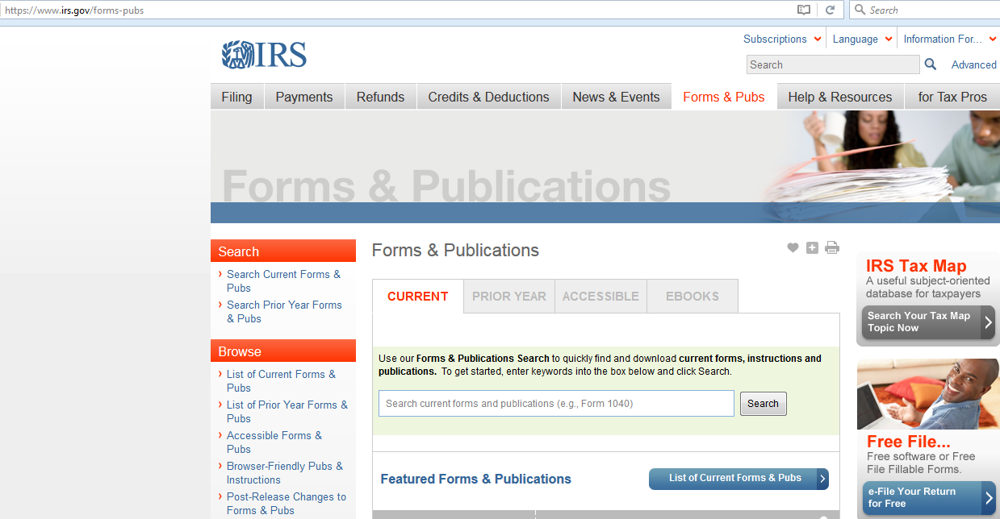 https://www.irs.gov/forms-pubs
Search
Subscriptions
Language
Information For...
IRS
Search
Advanced
Filing
Payments
Refunds
Credits & Deductions
News & Events
Forms & Pubs
Help & Resources
for Tax Pros
Forms & Publications
Search
Search Current Forms &
Pubs
Search Prior Year Forms
& Pubs
Browse
List of Current Forms &
Pubs
List of Prior Year Forms &
Pubs
Accessible Forms &
Pubs
Browser-Friendly Pubs &
Instructions
Post-Release Changes to
Forms & Pubs
Forms & Publications
CURRENT
PRIOR YEAR
ACCESSIBLE
EBOOKS
Use our Forms & Publications Search to quickly find and download current forms, instructions and
publications. To get started, enter keywords into the box below and click Search.
Search current forms and publications (e.g., Form 1040)
Search
Featured Forms & Publications
List of Current Forms & Pubs
IRS Tax Map
A useful subject-oriented
database for taxpayers
Search Your Tax Map
Topic Now
Free File...
Free software or Free
File Fillable Forms.
e-File Your Return
for Free